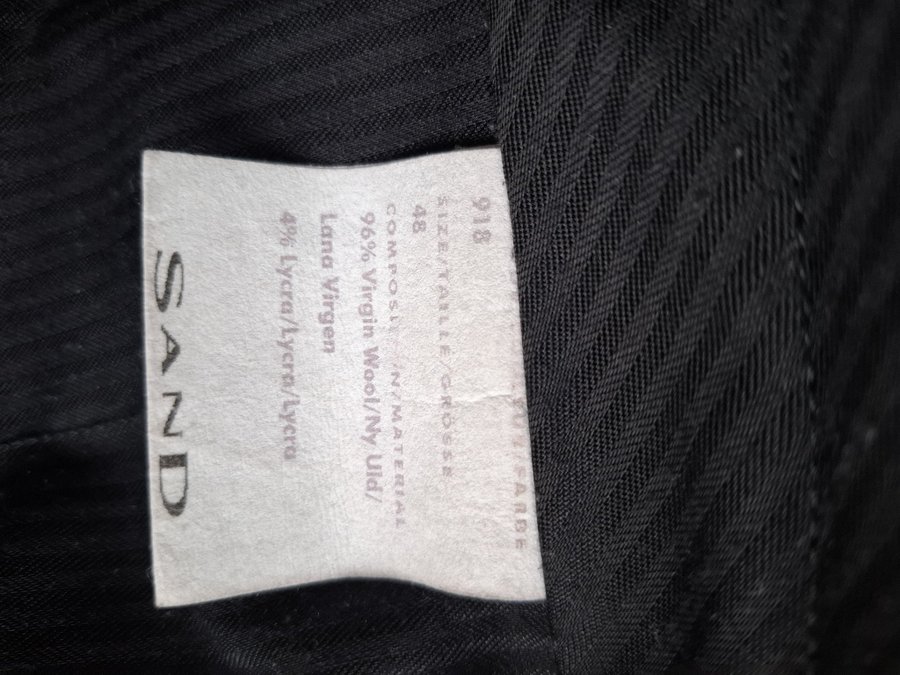 /FARBE
918
SIZE/TAILLE/GRÖSSE
48
COMPOSITION/MATERIAL
96% Virgin Wool/Ny Uld/
Lana Virgen
4% Lycra/Lycra/Lycra
SAND